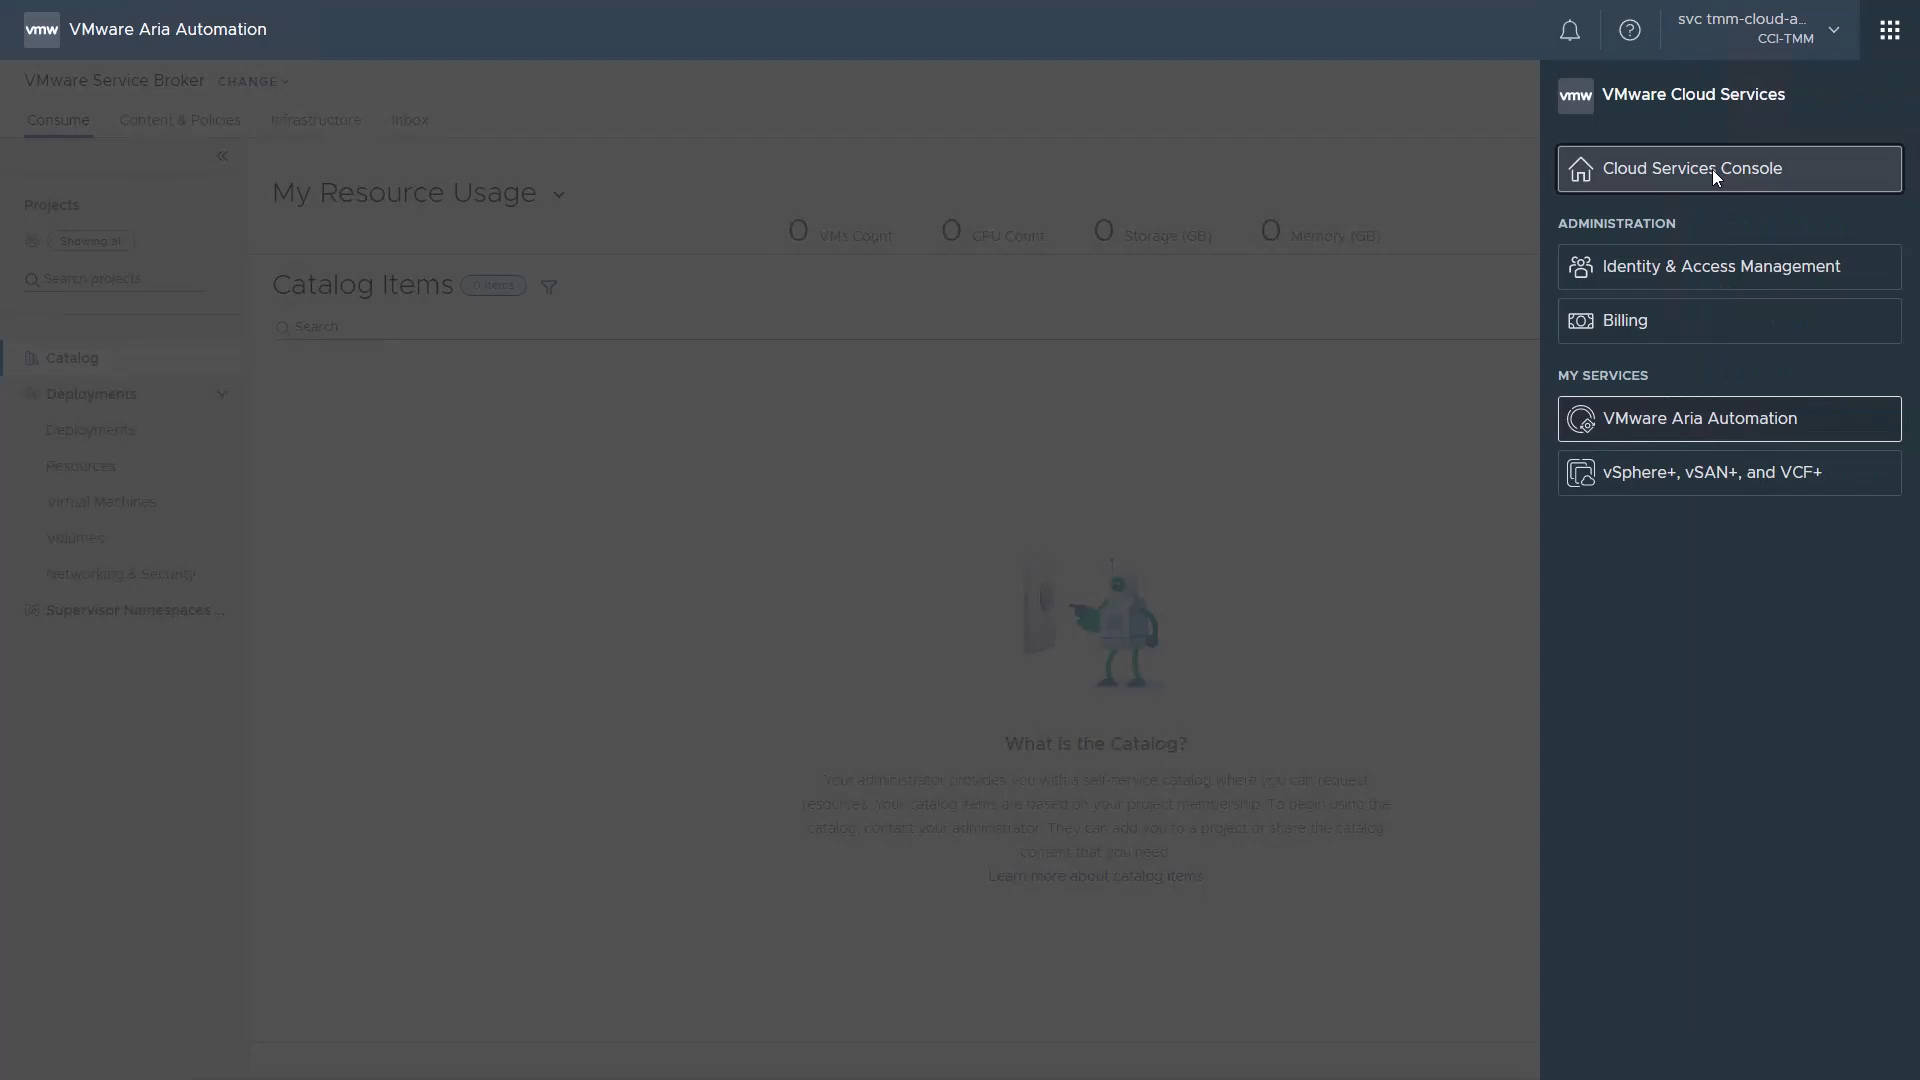 vmw VMware Aria Automation
svc tmm-cloud-a...
CCI-TMM
VMware Service Broker CHANGE
Consume Content & Policies Infrastructure Inbox
Projects
Showing al
Search projects
Catalog
Deployments
Deployments
Resources
Virtual Machines
Volumes
Networking & Security
Supervisor Namespaces ...
My Resource Usage
0 VMs Count 0 CPU Count 0 Storage (GB) 0 Memory (GB)
Catalog Items 0 items
Search
What is the Catalog?
Your administrator provides you with a self-service catalog where you can request
resources. Your catalog items are based on your project membership. To begin using the
catalog, contact your administrator. They can add you to a project or share the catalog
content that you need.
Learn more about catalog items
vmw VMware Cloud Services
Cloud Services Console
ADMINISTRATION
Identity & Access Management
Billing
MY SERVICES
VMware Aria Automation
vSphere+, vSAN+, and VCF+